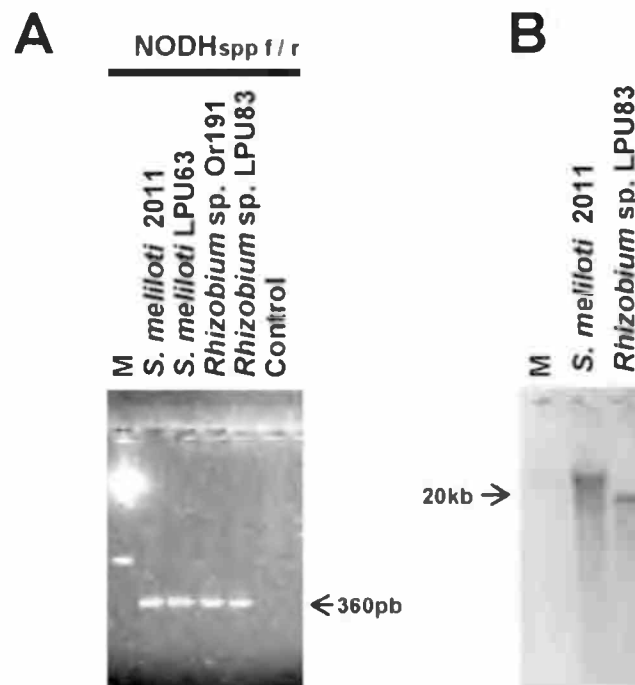 A
NODHspp f / r
M
S. meliloti 2011
S. meliloti LPU63
Rhizobium sp. Or191
Rhizobium sp. LPU83
Control
360pb
B
M
S. meliloti 2011
Rhizobium sp. LPU83
20kb